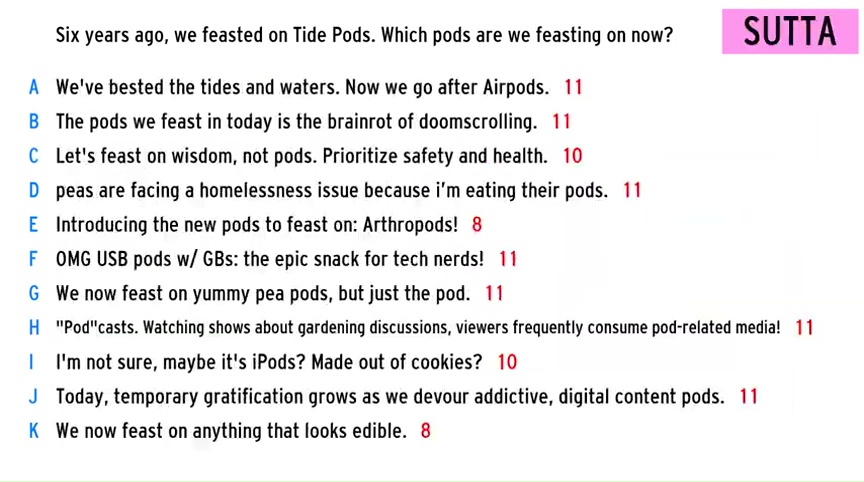 Six years ago, we feasted on Tide Pods. Which pods are we feasting on now?
SUTTA
A We've bested the tides and waters. Now we go after Airpods. 11
B The pods we feast in today is the brainrot of doomscrolling. 11
C Let's feast on wisdom, not pods. Prioritize safety and health. 10
D peas are facing a homelessness issue because i'm eating their pods. 11
E Introducing the new pods to feast on: Arthropods! 8
F OMG USB pods w/ GBs: the epic snack for tech nerds! 11
G We now feast on yummy pea pods, but just the pod. 11
H "Pod"casts. Watching shows about gardening discussions, viewers frequently consume pod-related media! 11
I I'm not sure, maybe it's iPods? Made out of cookies? 10
J Today, temporary gratification grows as we devour addictive, digital content pods. 11
K We now feast on anything that looks edible. 8